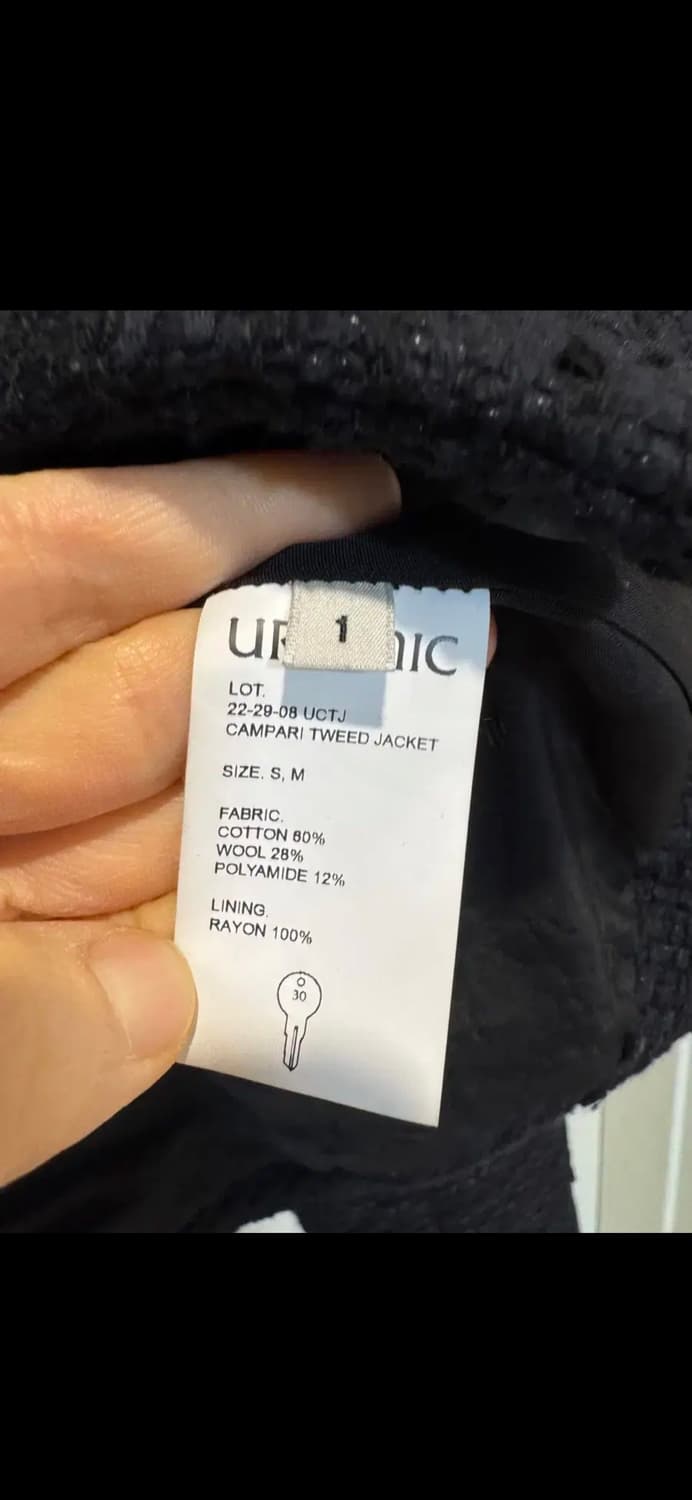 1
LOT.
22-29-08 UCTJ
CAMPARI TWEED JACKET
SIZE. S, M
FABRIC.
COTTON 60%
WOOL 28%
POLYAMIDE 12%
LINING.
RAYON 100%
30